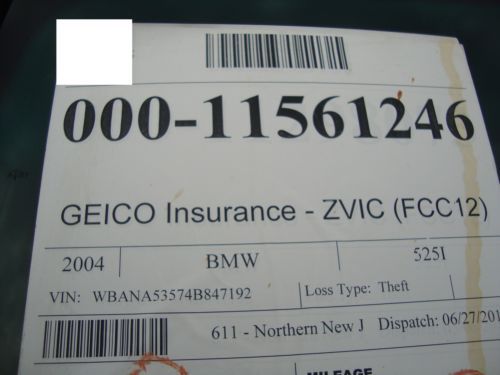 000-11561246
GEICO Insurance - ZVIC (FCC12)
2004 BMW 525I
VIN: WBANA53574B847192 Loss Type: Theft
611 - Northern New J Dispatch: 06/27/201
MILEAGE